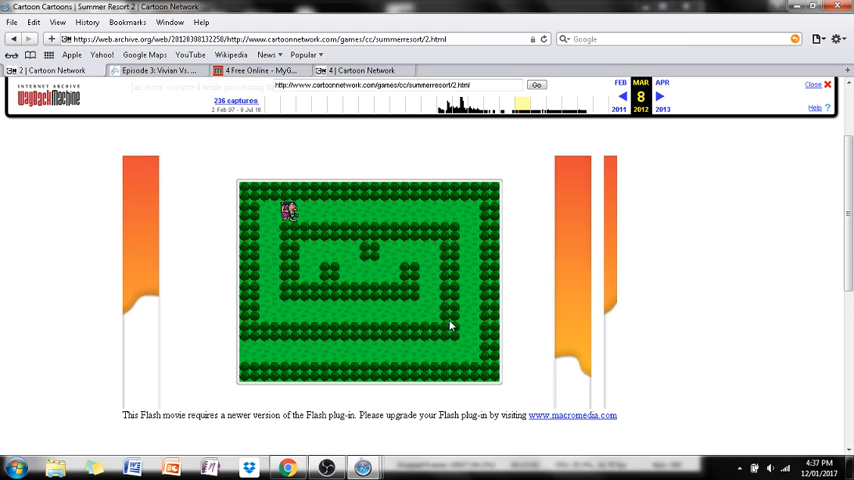 Cartoon Cartoons | Summer Resort 2 | Cartoon Network
File Edit View History Bookmarks Window Help
https://web.archive.org/web/20120308132250/http://www.cartoonnetwork.com/games/cc/summerresort/2.html
Google
Apple Yahoo! Google Maps YouTube Wikipedia News Popular
2 | Cartoon Network
Episode 3: Vivian Vs. ...
4 Free Online - MyG...
4 | Cartoon Network
INTERNET ARCHIVE
WayBackMachine
http://www.cartoonnetwork.com/games/cc/summerresort/2.html
Go
FEB MAR APR
Close
236 captures
8
2 Feb 07 - 9 Jul 16
2011 2012 2013
Help
This Flash movie requires a newer version of the Flash plug-in. Please upgrade your Flash plug-in by visiting www.macromedia.com
4:37 PM
12/01/2017